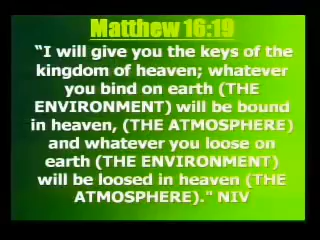 Matthew 16:19
“I will give you the keys of the
kingdom of heaven; whatever
you bind on earth (THE
ENVIRONMENT) will be bound
in heaven, (THE ATMOSPHERE)
and whatever you loose on
earth (THE ENVIRONMENT)
will be loosed in heaven (THE
ATMOSPHERE)." NIV